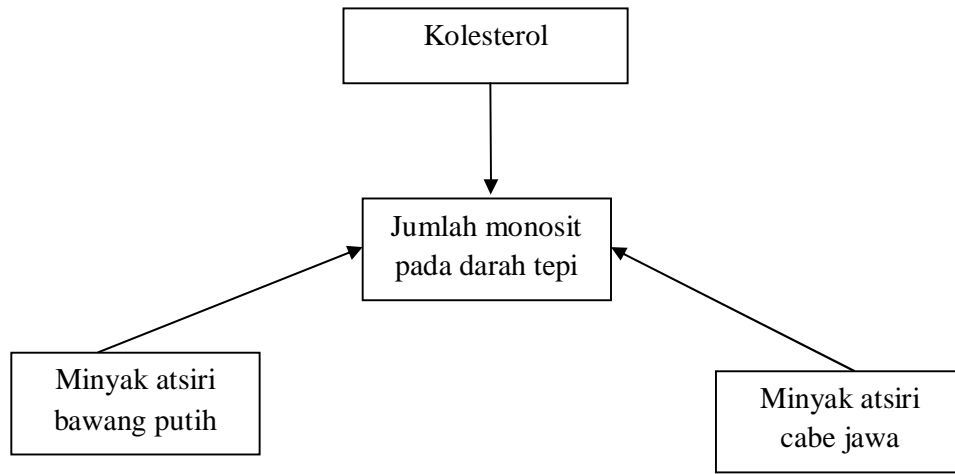 Kolesterol
Jumlah monosit
pada darah tepi
Minyak atsiri
bawang putih
Minyak atsiri
cabe jawa